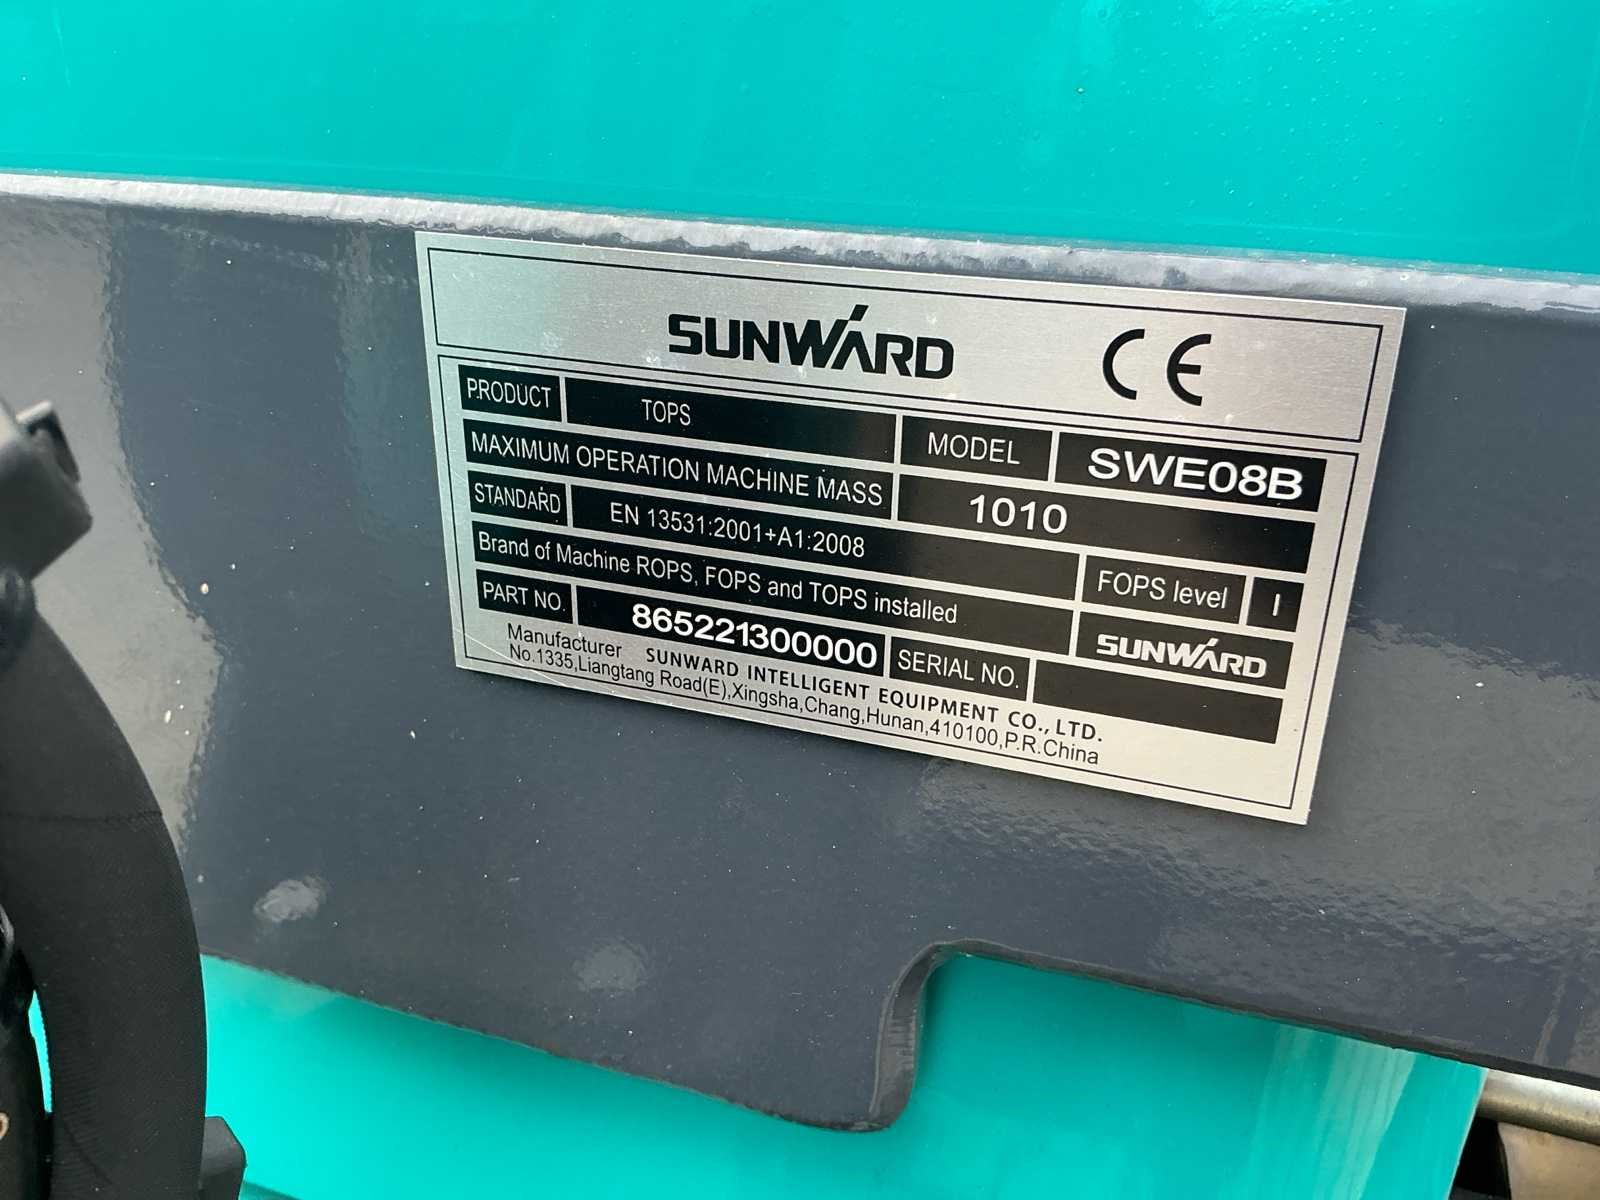 SUNWARD CE
PRODUCT TOPS MODEL SWE08B
MAXIMUM OPERATION MACHINE MASS 1010
STANDARD EN 13531:2001+A1:2008 FOPS level I
Brand of Machine ROPS, FOPS and TOPS installed SUNWARD
PART NO. 865221300000 SERIAL NO.
Manufacturer SUNWARD INTELLIGENT EQUIPMENT CO., LTD.
No.1335,Liangtang Road(E),Xingsha,Chang,Hunan,410100,P.R.China